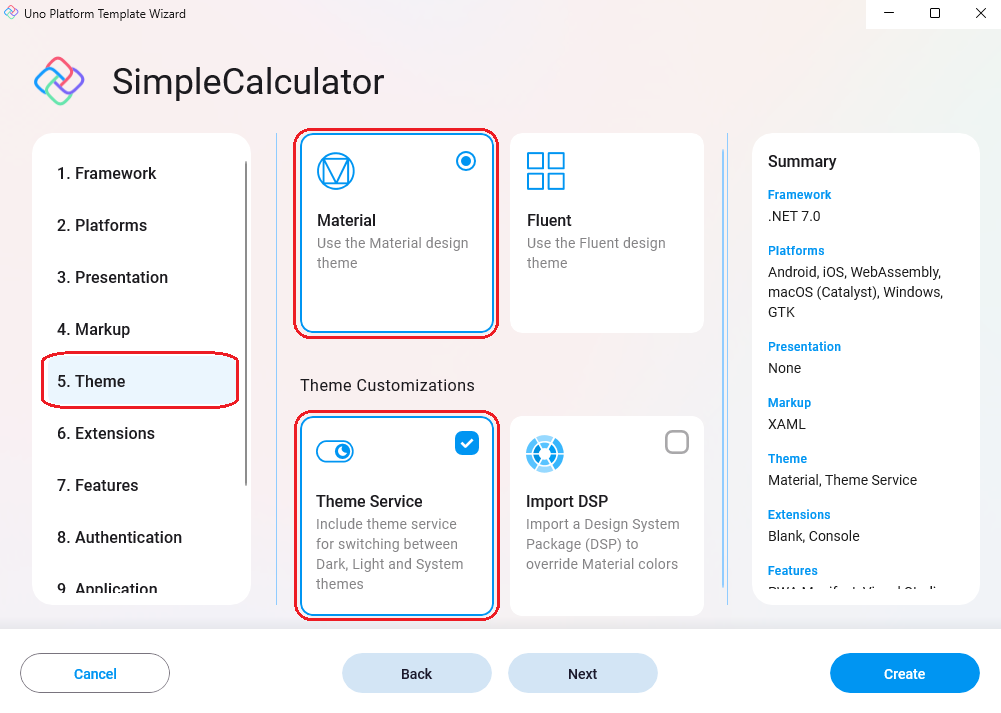 Uno Platform Template Wizard
SimpleCalculator
1. Framework
2. Platforms
3. Presentation
4. Markup
5. Theme
6. Extensions
7. Features
8. Authentication
9. Application
Material
Use the Material design
theme
Fluent
Use the Fluent design
theme
Theme Customizations
Theme Service
Include theme service
for switching between
Dark, Light and System
themes
Import DSP
Import a Design System
Package (DSP) to
override Material colors
Summary
Framework
.NET 7.0
Platforms
Android, iOS, WebAssembly,
macOS (Catalyst), Windows,
GTK
Presentation
None
Markup
XAML
Theme
Material, Theme Service
Extensions
Blank, Console
Features
PWA Manifest, Visual Studio
Cancel
Back
Next
Create